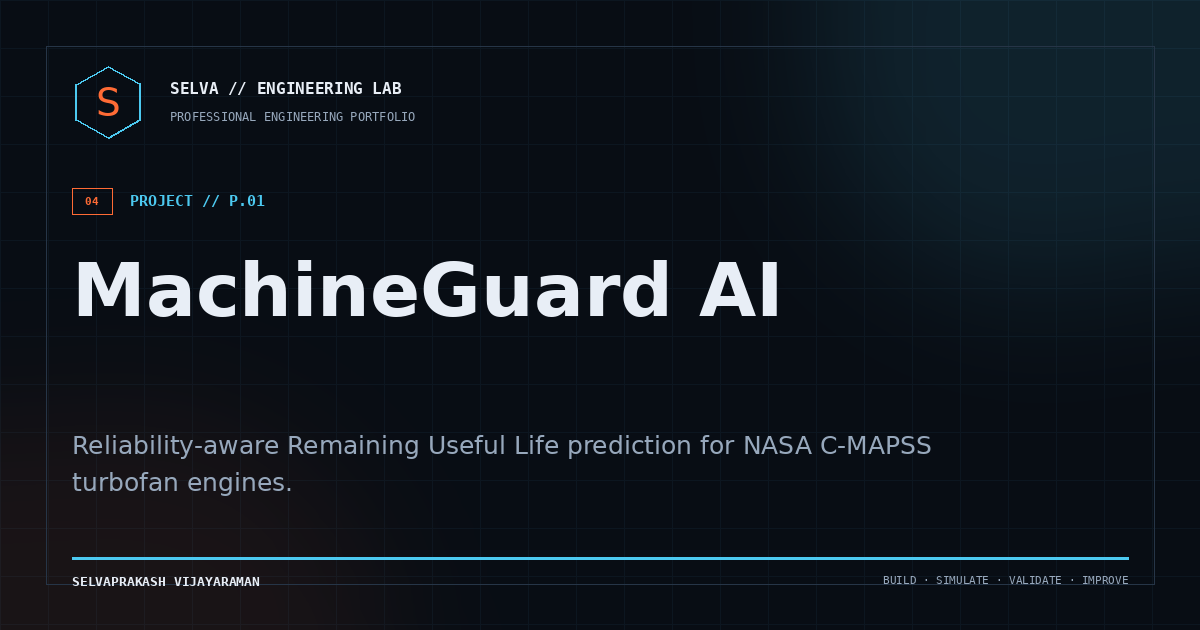 S
SELVA // ENGINEERING LAB
PROFESSIONAL ENGINEERING PORTFOLIO
04
PROJECT // P.01
MachineGuard AI
Reliability-aware Remaining Useful Life prediction for NASA C-MAPSS
turbofan engines.
SELVAPRAKASH VIJAYARAMAN
BUILD · SIMULATE · VALIDATE · IMPROVE